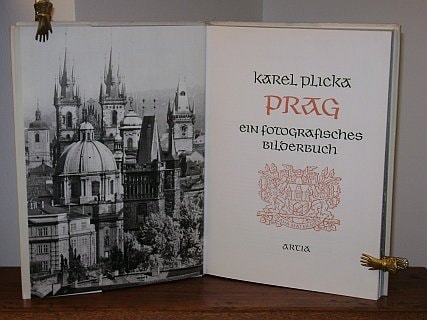 Karel Plicka
PRAG
ein fotografisches
Bilderbuch
ARTIA